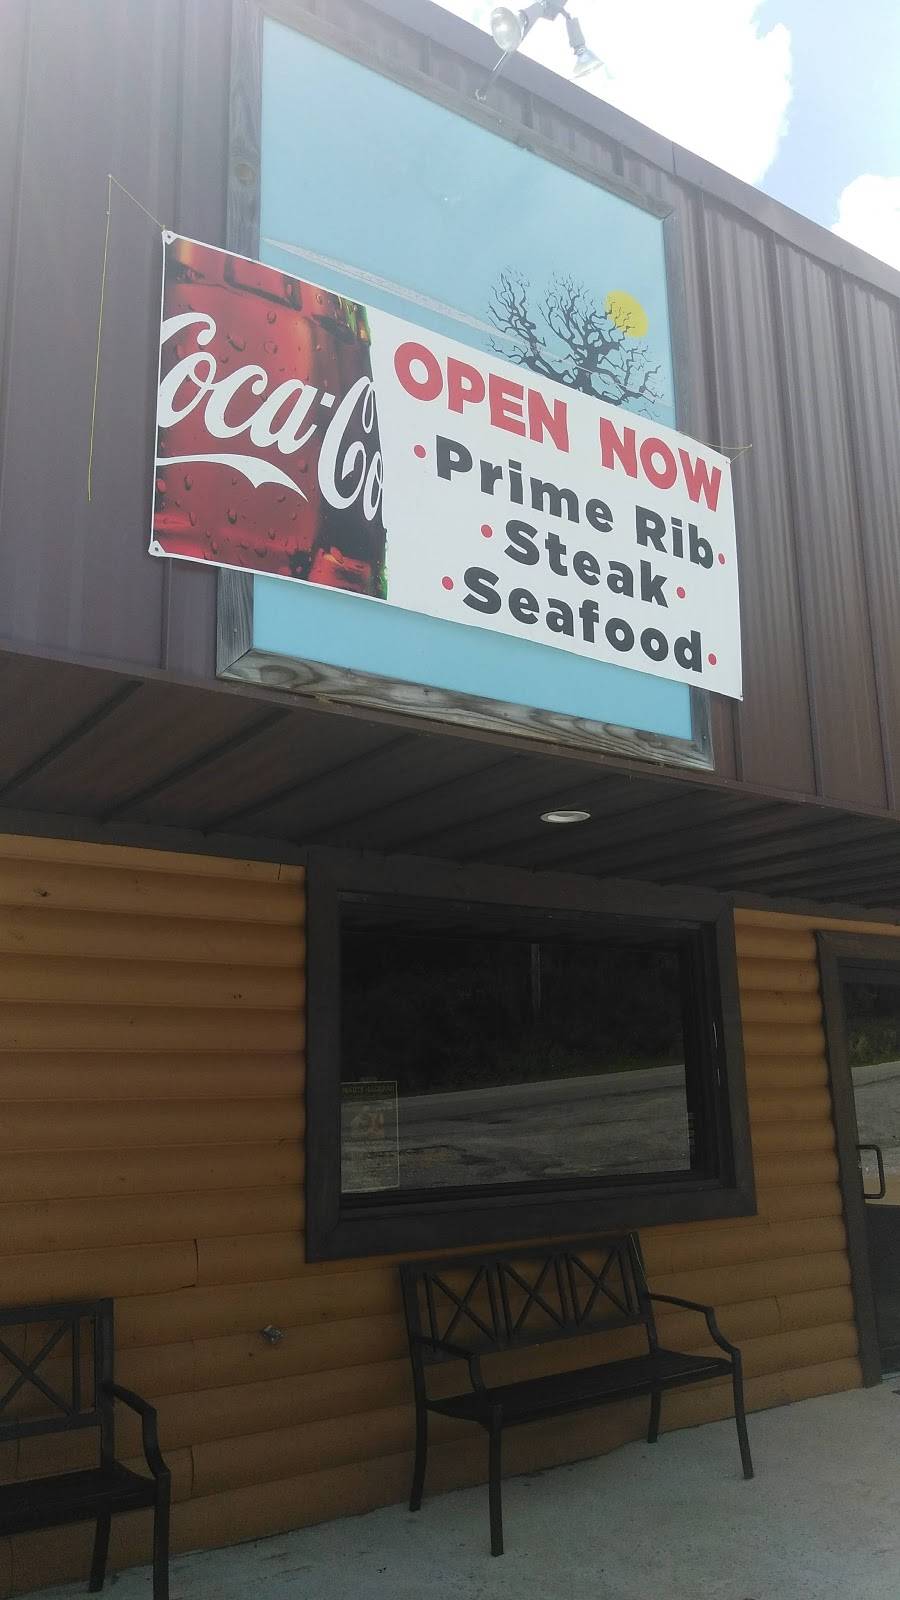 Coca-Co
OPEN NOW
•Prime Rib•
•Steak•
•Seafood•